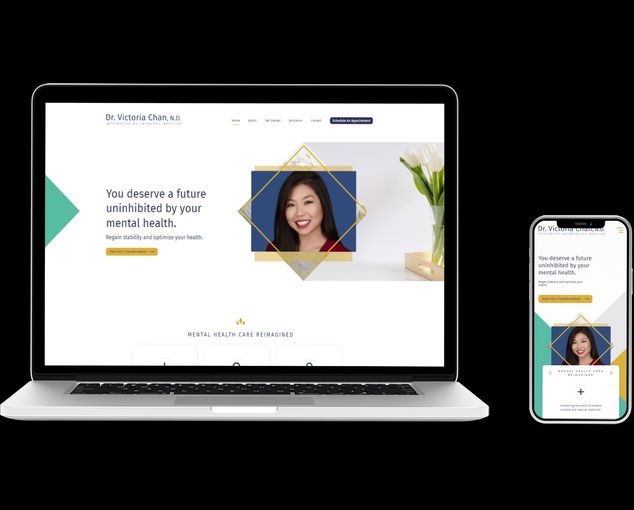 Dr. Victoria Chan, N.D.
INTEGRATIVE NATUROPATHIC MEDICINE
Home About Get Started Education Contact Schedule An Appointment
You deserve a future
uninhibited by your
mental health.
Regain stability and optimize your health.
Start Your Transformation
MENTAL HEALTH CARE REIMAGINED
Dr. Victoria Chan, N.D.
INTEGRATIVE NATUROPATHIC MEDICINE
You deserve a future
uninhibited by your
mental health.
Regain stability and optimize your
health.
Start Your Transformation
MENTAL HEALTH CARE
REIMAGINED
Combining the best of modern
science and natural medicine.